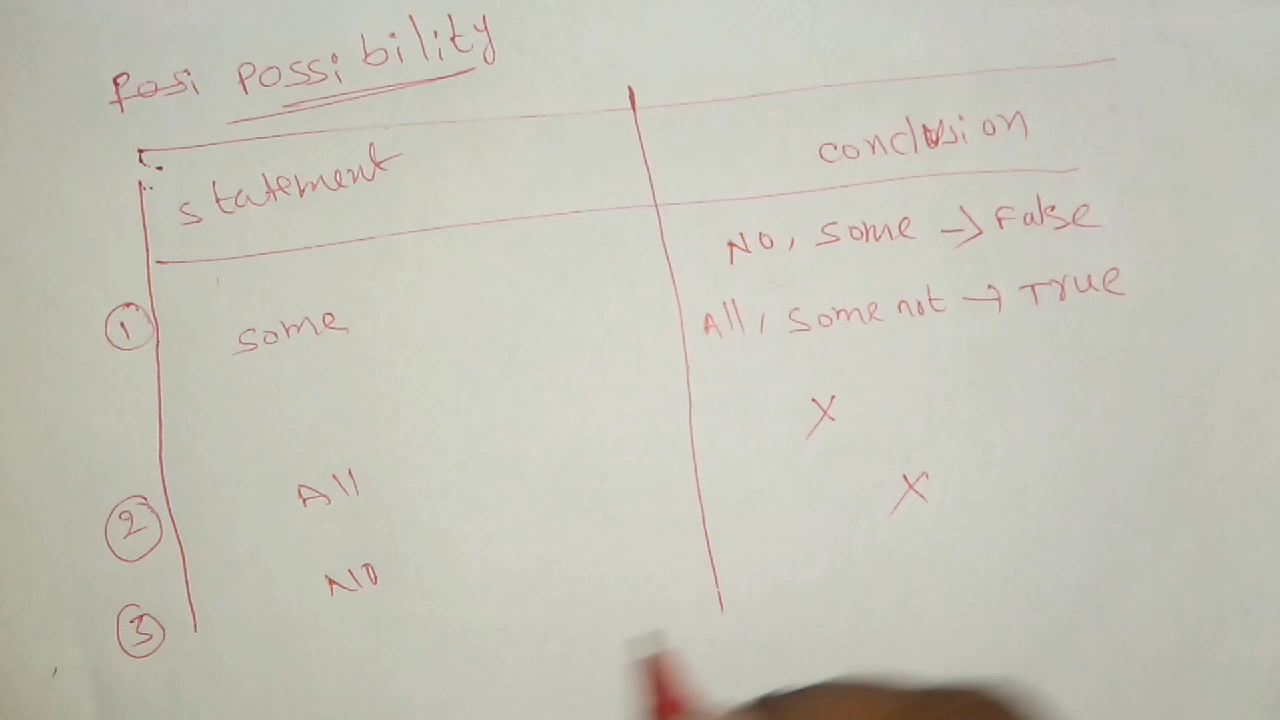 Posi Possibility
statement
conclusion
No, some → False
① some
All, some not → True
X
② All
X
③ No